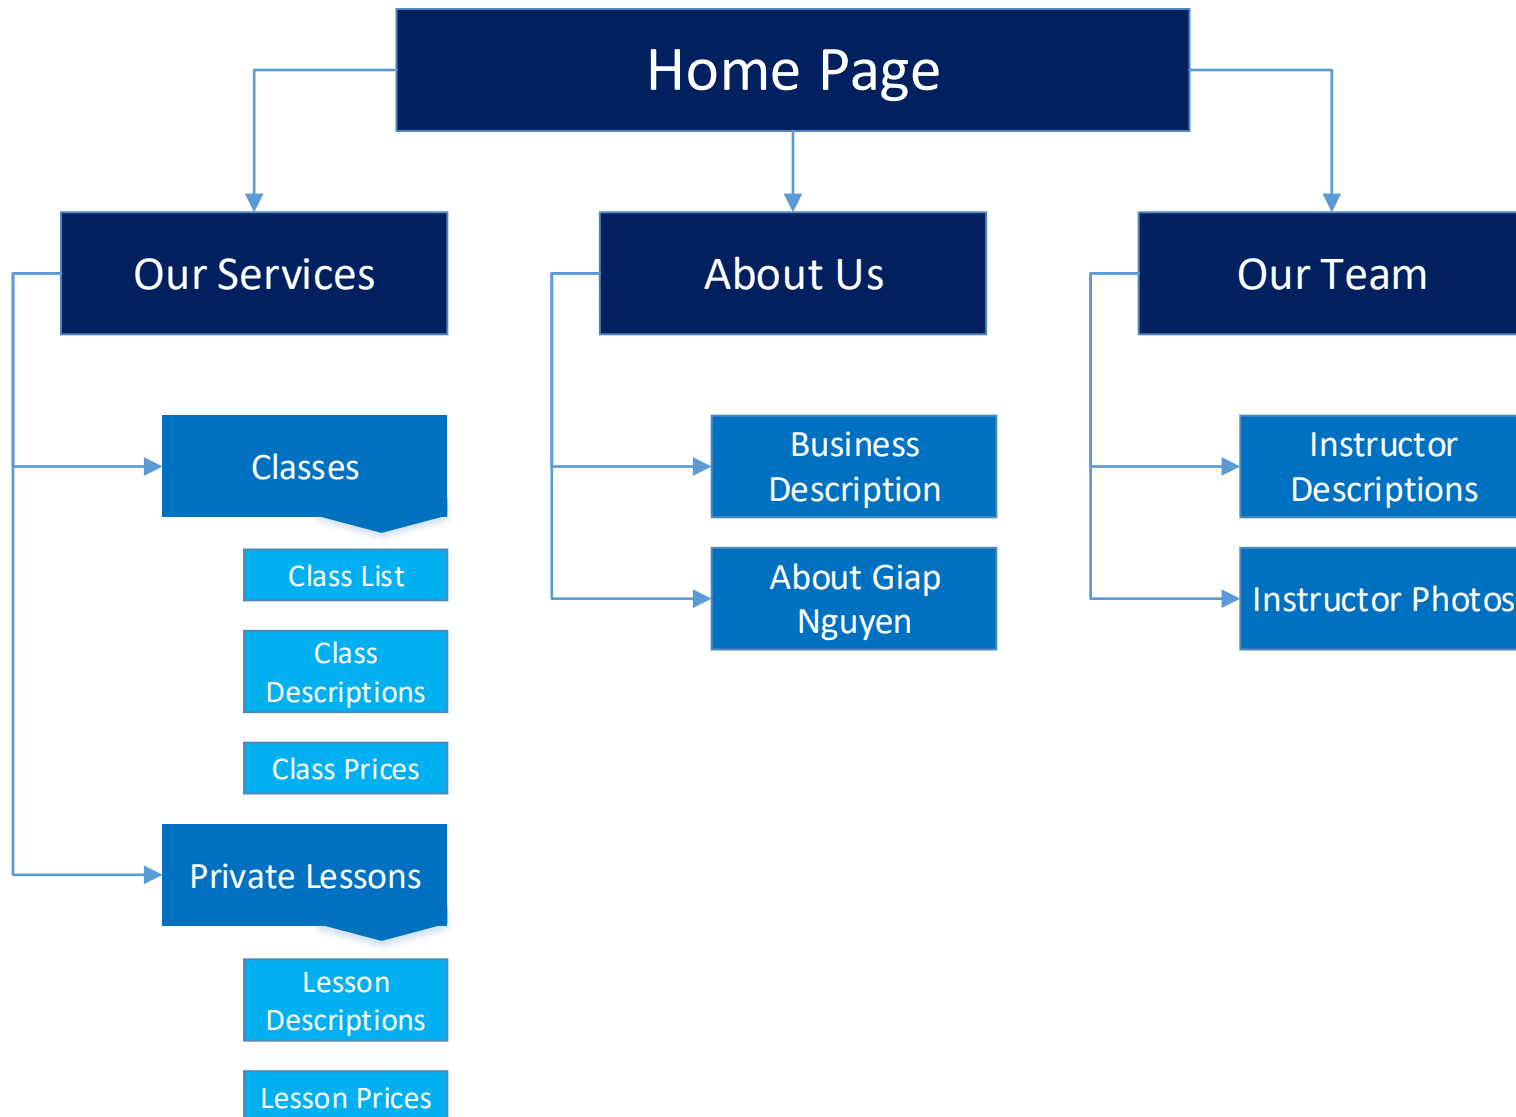 Home Page
Our Services
About Us
Our Team
Classes
Business
Description
Instructor
Descriptions
Class List
About Giap
Nguyen
Instructor Photos
Class
Descriptions
Class Prices
Private Lessons
Lesson
Descriptions
Lesson Prices